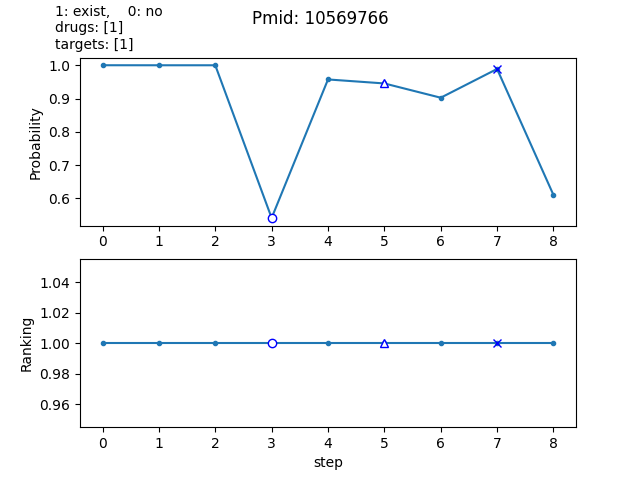 1: exist,    0: no
drugs: [1]
targets: [1]
Pmid: 10569766
Probability
1.0
0.9
0.8
0.7
0.6
0 1 2 3 4 5 6 7 8
Ranking
1.04
1.02
1.00
0.98
0.96
0 1 2 3 4 5 6 7 8
step